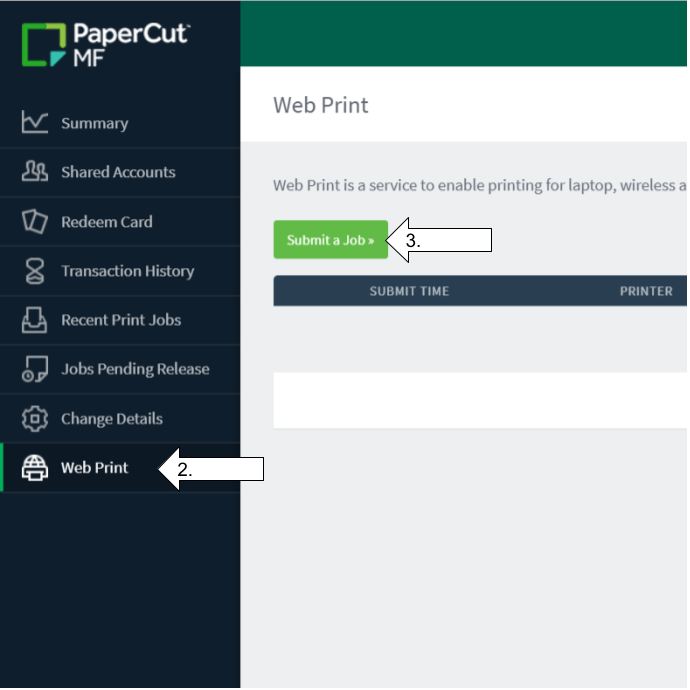 PaperCut™
MF
Summary
Shared Accounts
Redeem Card
Transaction History
Recent Print Jobs
Jobs Pending Release
Change Details
Web Print
2.
Web Print
Web Print is a service to enable printing for laptop, wireless a
Submit a Job »
3.
SUBMIT TIME
PRINTER